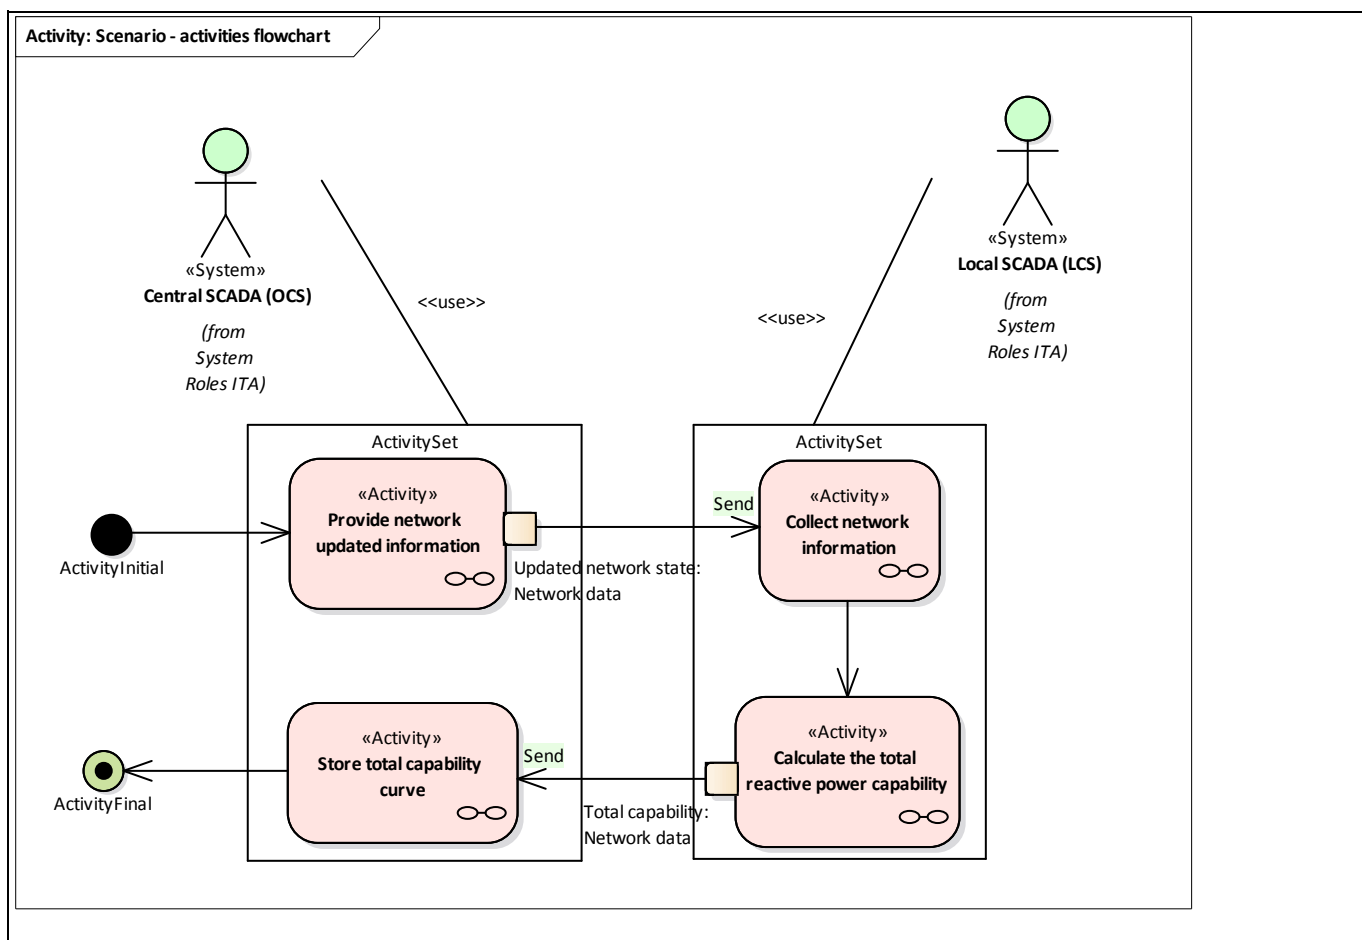 Activity: Scenario - activities flowchart
«System»
Central SCADA (OCS)
(from
System
Roles ITA)
<<use>>
«System»
Local SCADA (LCS)
(from
System
Roles ITA)
<<use>>
ActivitySet
ActivitySet
ActivityInitial
«Activity»
Provide network
updated information
Updated network state:
Network data
Send
«Activity»
Collect network
information
«Activity»
Calculate the total
reactive power capability
Total capability:
Network data
Send
«Activity»
Store total capability
curve
ActivityFinal